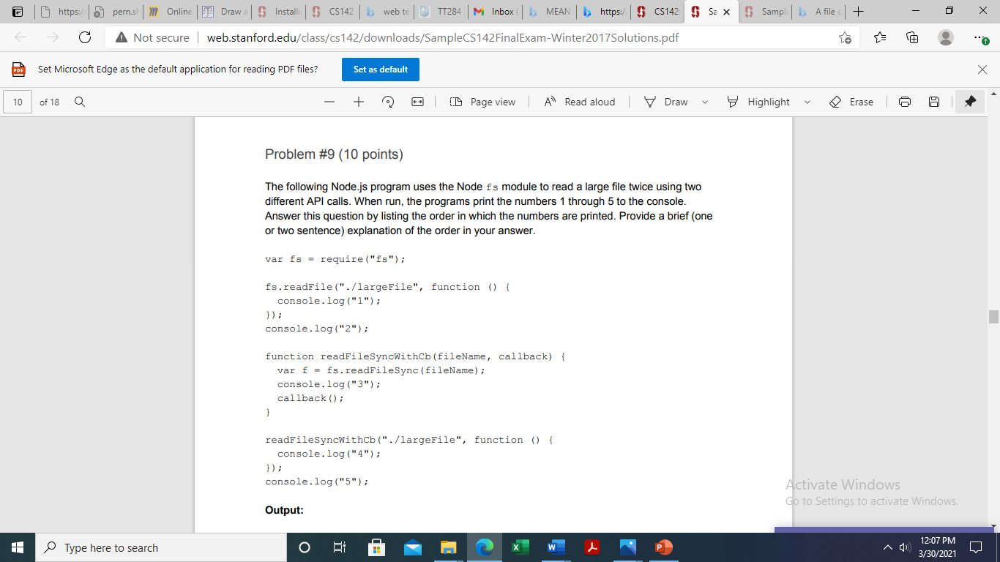 https:/
pern.sh
Online
Draw a
Installi
CS142
web te
TT284
Inbox (
MEAN
https:/
CS142:
Sa
Sampl
A file c
Not secure
web.stanford.edu/class/cs142/downloads/SampleCS142FinalExam-Winter2017Solutions.pdf
PDF
Set Microsoft Edge as the default application for reading PDF files?
Set as default
10
of 18
Page view
Read aloud
Draw
Highlight
Erase
Problem #9 (10 points)
The following Node.js program uses the Node fs module to read a large file twice using two
different API calls. When run, the programs print the numbers 1 through 5 to the console.
Answer this question by listing the order in which the numbers are printed. Provide a brief (one
or two sentence) explanation of the order in your answer.
var fs = require("fs");
fs.readFile("./largeFile", function () {
console.log("1");
});
console.log("2");
function readFileSyncWithCb(fileName, callback) {
var f = fs.readFileSync(fileName);
console.log("3");
callback();
}
readFileSyncWithCb("./largeFile", function () {
console.log("4");
});
console.log("5");
Output:
Activate Windows
Go to Settings to activate Windows.
Type here to search
12:07 PM
3/30/2021